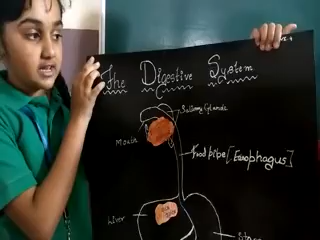 The Digestive System
Salivary Glands
Mouth
Food pipe [Esophagus]
Liver